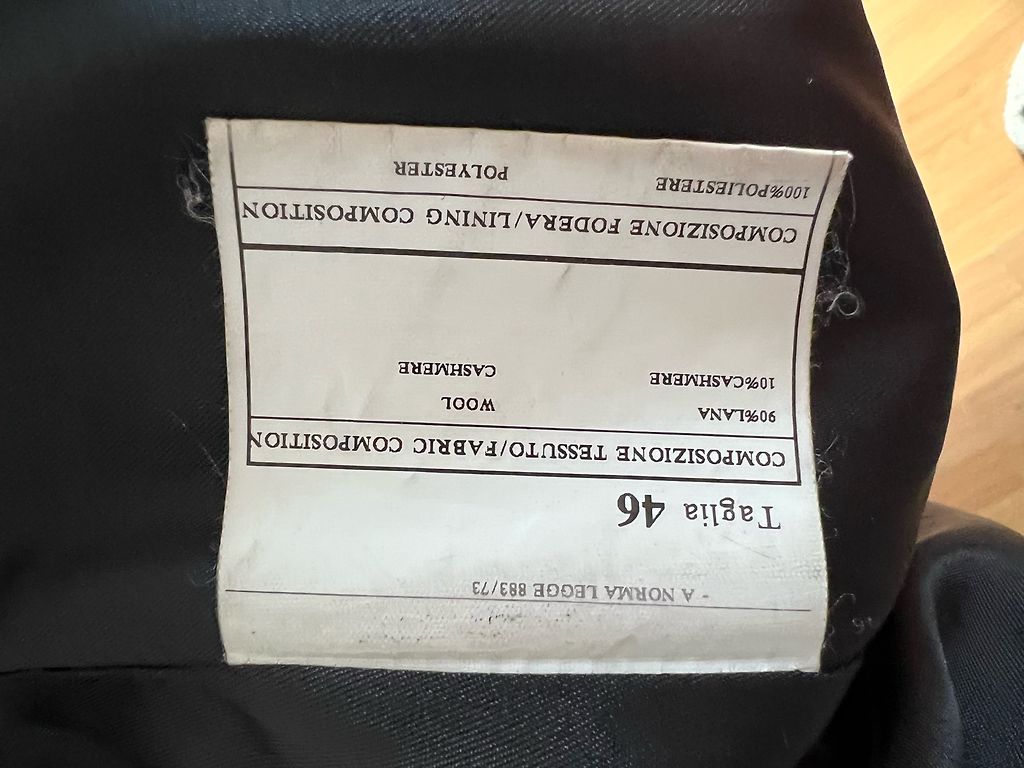 - A NORMA LEGGE 883/73
Taglia 46
COMPOSIZIONE TESSUTO/FABRIC COMPOSITION
90%LANA WOOL
10%CASHMERE CASHMERE
COMPOSIZIONE FODERA/LINING COMPOSITION
100%POLIESTERE POLYESTER